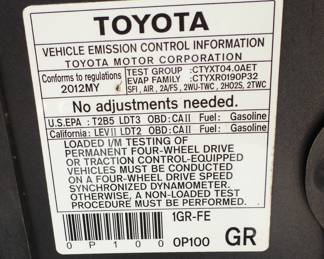 TOYOTA
VEHICLE EMISSION CONTROL INFORMATION
TOYOTA MOTOR CORPORATION
Conforms to regulations
2012MY
TEST GROUP : CTYXT04.0AET
EVAP FAMILY : CTYXR0190P32
SFI , AIR , 2A/FS , 2WU-TWC , 2HO2S, 2TWC
No adjustments needed.
U.S.EPA : T2B5 LDT3 OBD:CAII Fuel: Gasoline
California: LEVII LDT2 OBD:CAII Fuel: Gasoline
LOADED I/M TESTING OF
PERMANENT FOUR-WHEEL DRIVE
OR TRACTION CONTROL-EQUIPPED
VEHICLES MUST BE CONDUCTED
ON A FOUR-WHEEL DRIVE SPEED
SYNCHRONIZED DYNAMOMETER.
OTHERWISE, A NON-LOADED TEST
PROCEDURE MUST BE PERFORMED.
1GR-FE
0P100 0P100 GR